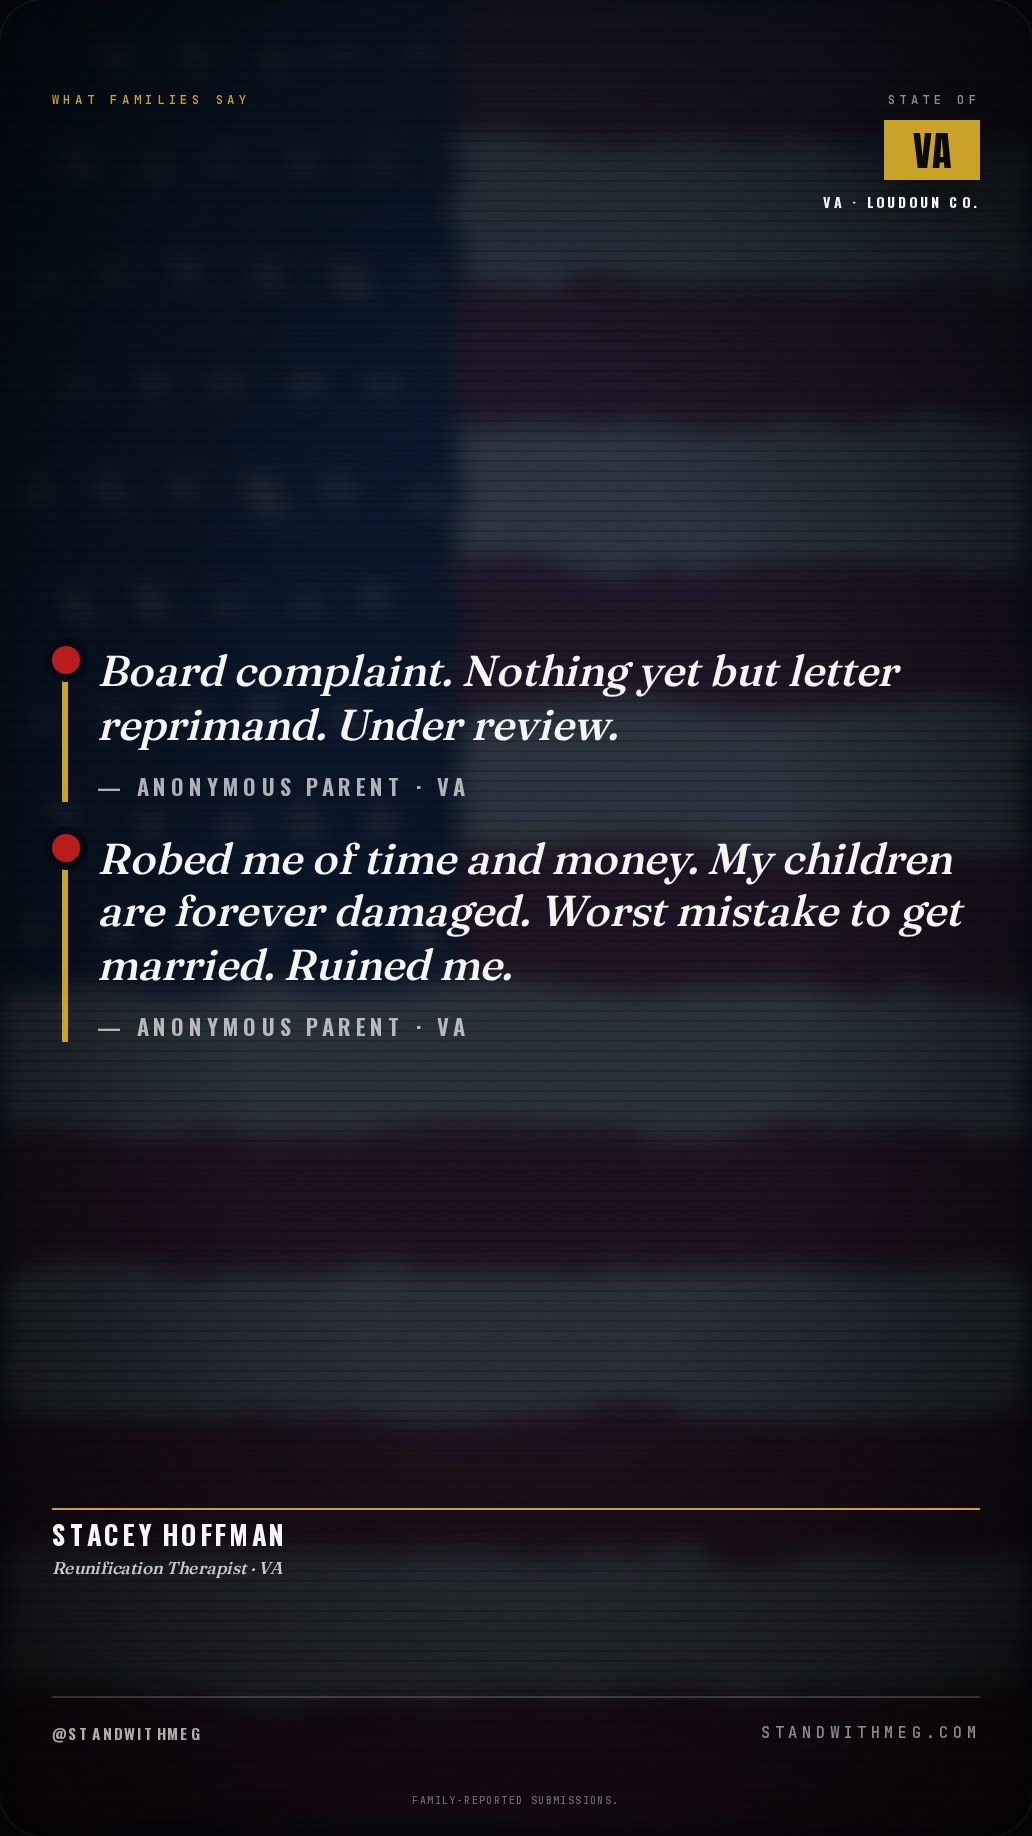 WHAT FAMILIES SAY
STATE OF
VA
VA · LOUDOUN CO.
Board complaint. Nothing yet but letter
reprimand. Under review.
— ANONYMOUS PARENT · VA
Robed me of time and money. My children
are forever damaged. Worst mistake to get
married. Ruined me.
— ANONYMOUS PARENT · VA
STACEY HOFFMAN
Reunification Therapist · VA
@STANDWITHMEG
STANDWITHMEG.COM
FAMILY-REPORTED SUBMISSIONS.